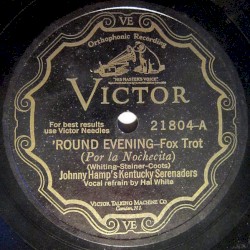 VE
Orthophonic Recording
"HIS MASTER'S VOICE"
VICTOR
For best results
use Victor Needles
21804-A
'ROUND EVENING-Fox Trot
(Por la Nochecita)
(Whiting-Steiner-Coots)
Johnny Hamp's Kentucky Serenaders
Vocal refrain by Hal White
VICTOR TALKING MACHINE CO
Camden, N.J.
VE